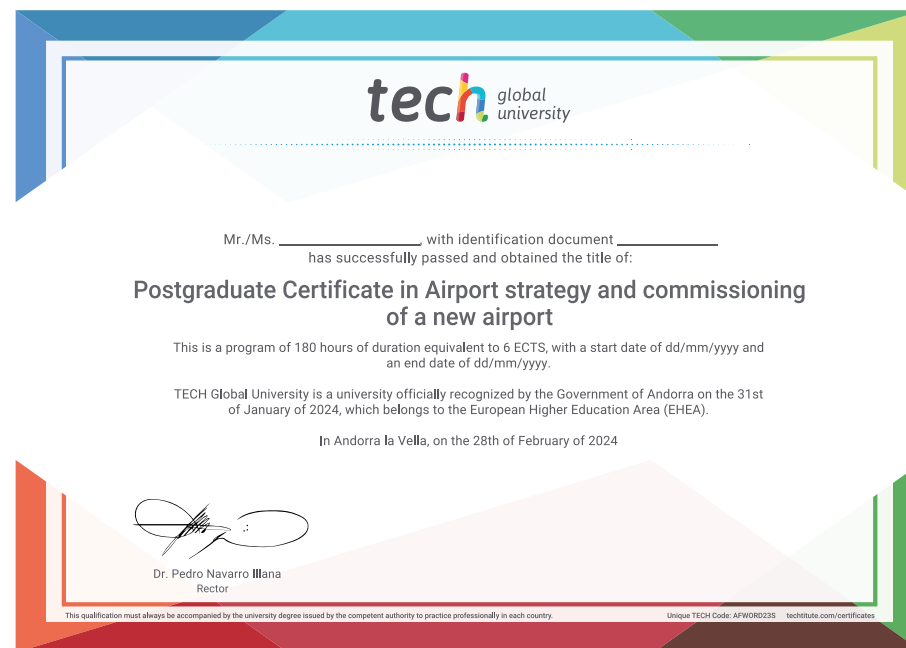 tech global
university
Mr./Ms. ____________________, with identification document ______________
has successfully passed and obtained the title of:
Postgraduate Certificate in Airport strategy and commissioning
of a new airport
This is a program of 180 hours of duration equivalent to 6 ECTS, with a start date of dd/mm/yyyy and
an end date of dd/mm/yyyy.
TECH Global University is a university officially recognized by the Government of Andorra on the 31st
of January of 2024, which belongs to the European Higher Education Area (EHEA).
In Andorra la Vella, on the 28th of February of 2024
Dr. Pedro Navarro Illana
Rector
This qualification must always be accompanied by the university degree issued by the competent authority to practice professionally in each country.
Unique TECH Code: AFWORD23S techtitute.com/certificates